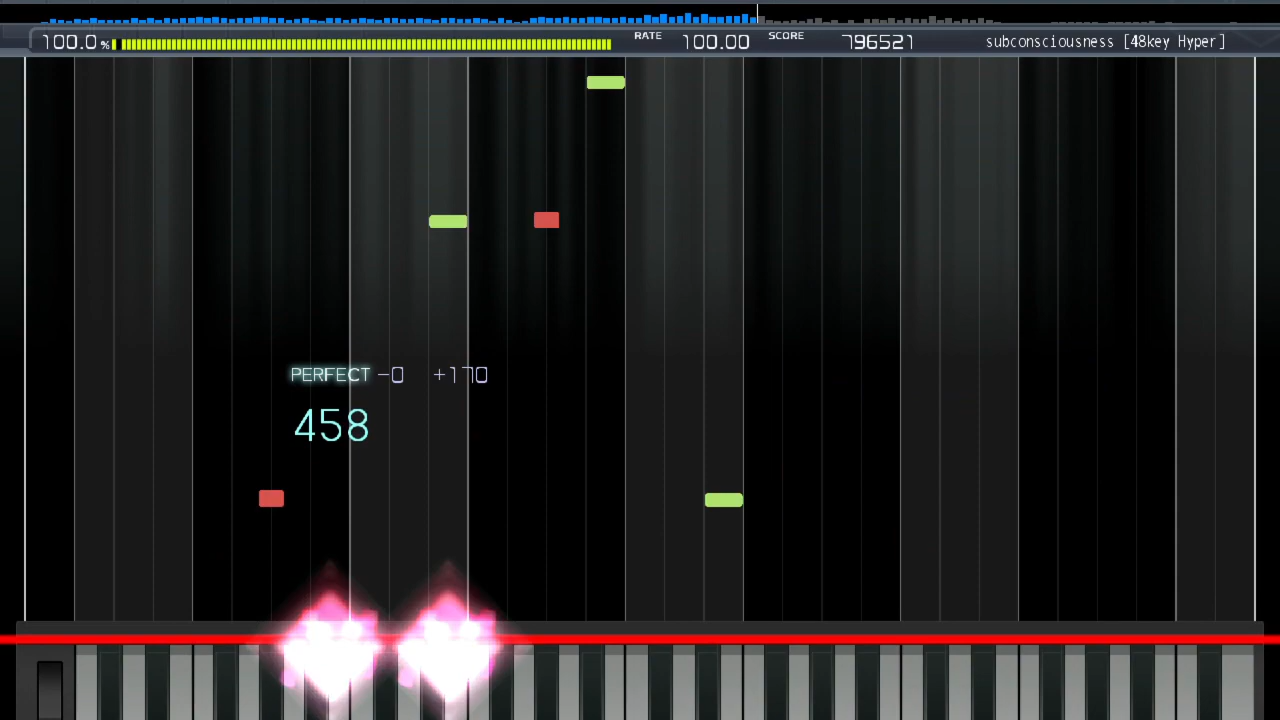 100.0 % RATE 100.00 SCORE 796521 subconsciousness [48key Hyper]
PERFECT -0 +170
458